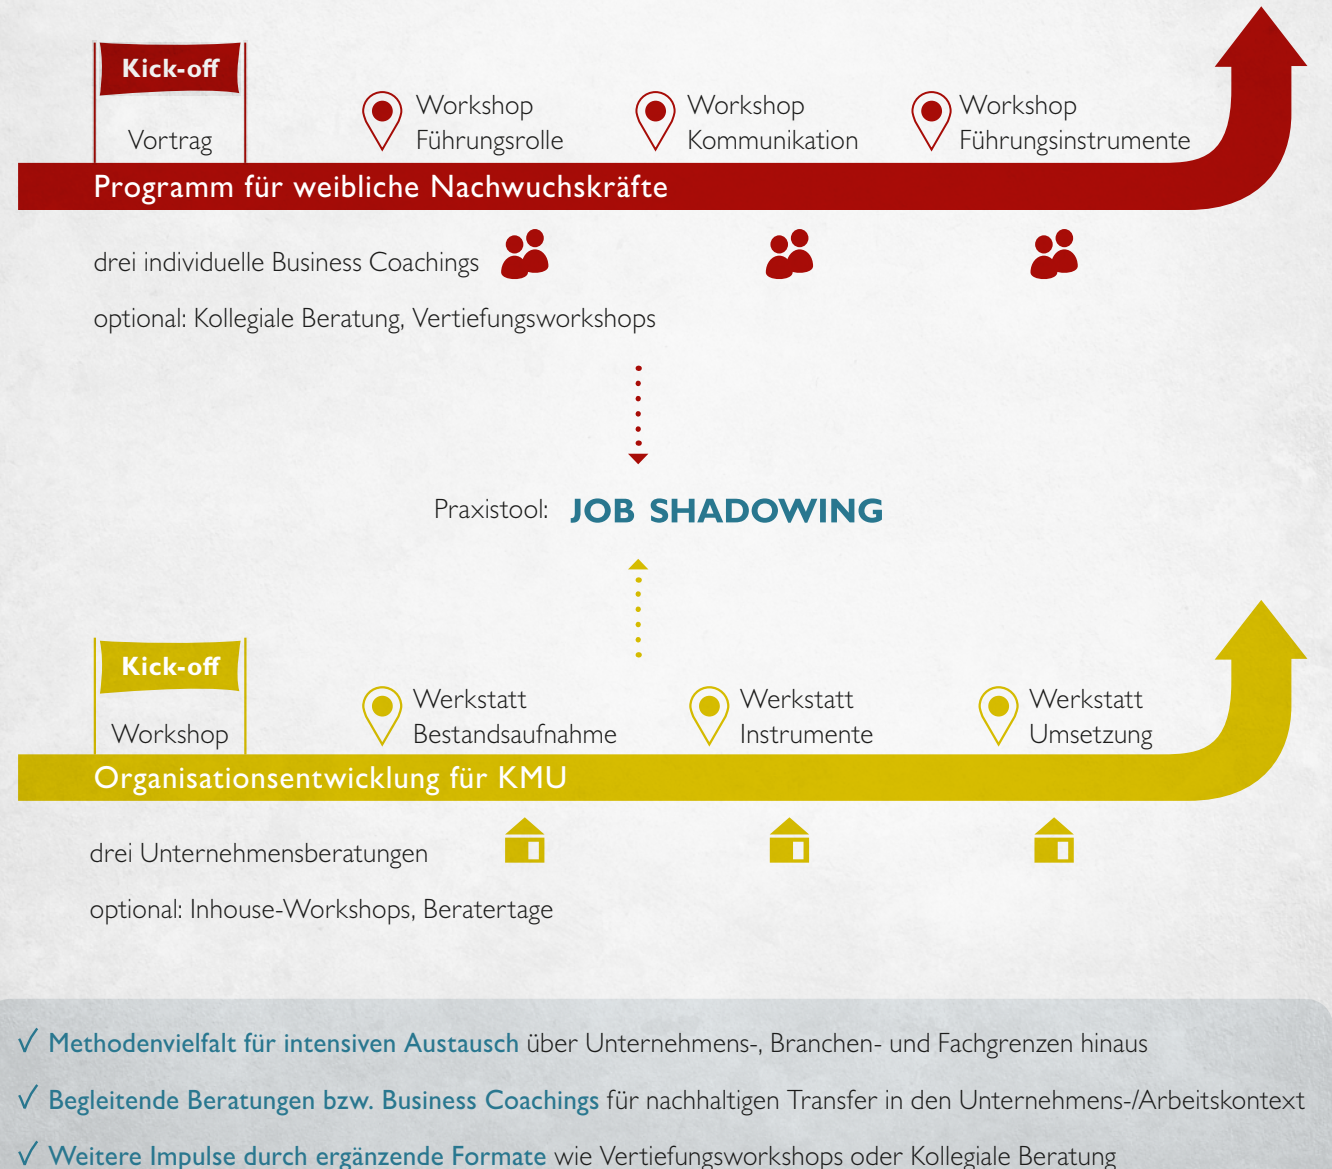 Kick-off
Vortrag
Workshop
Führungsrolle
Workshop
Kommunikation
Workshop
Führungsinstrumente
Programm für weibliche Nachwuchskräfte
drei individuelle Business Coachings
optional: Kollegiale Beratung, Vertiefungsworkshops
Praxistool: JOB SHADOWING
Kick-off
Workshop
Werkstatt
Bestandsaufnahme
Werkstatt
Instrumente
Werkstatt
Umsetzung
Organisationsentwicklung für KMU
drei Unternehmensberatungen
optional: Inhouse-Workshops, Beratertage
✓ Methodenvielfalt für intensiven Austausch über Unternehmens-, Branchen- und Fachgrenzen hinaus
✓ Begleitende Beratungen bzw. Business Coachings für nachhaltigen Transfer in den Unternehmens-/Arbeitskontext
✓ Weitere Impulse durch ergänzende Formate wie Vertiefungsworkshops oder Kollegiale Beratung